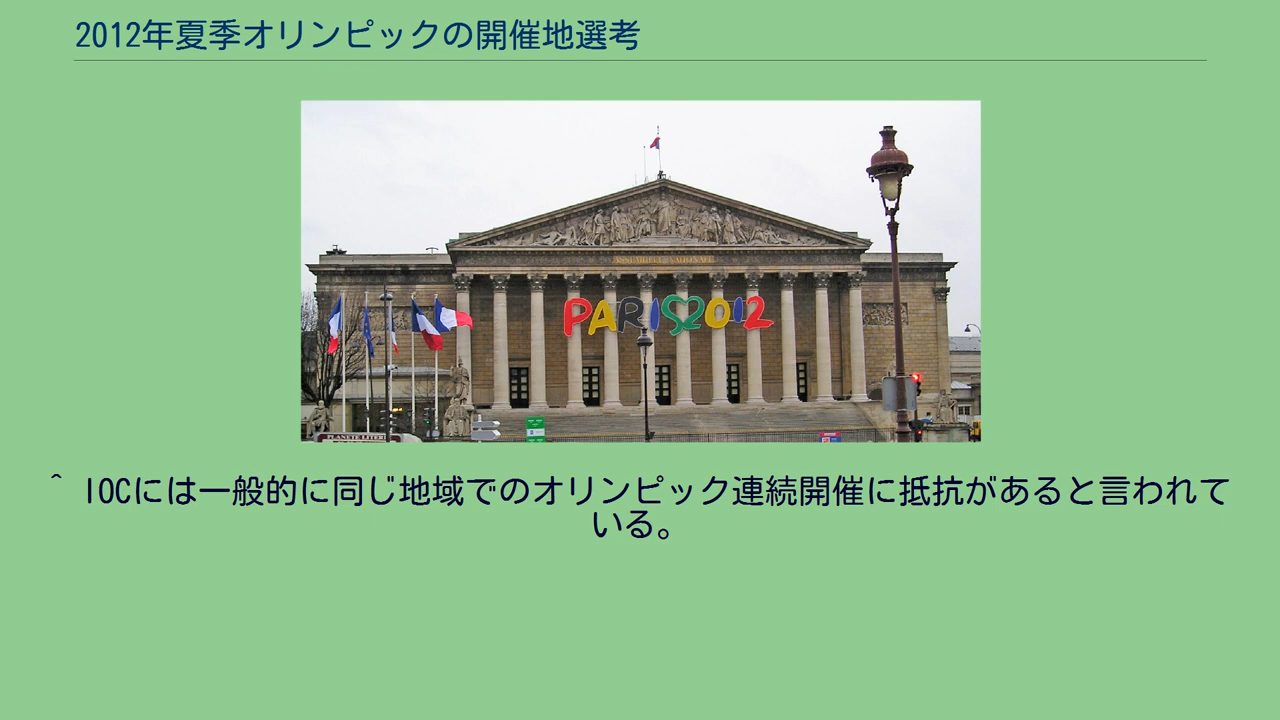 2012年夏季オリンピックの開催地選考
ASSEMBLEE NATIONALE
PARIS2012
^ IOCには一般的に同じ地域でのオリンピック連続開催に抵抗があると言われて
いる。